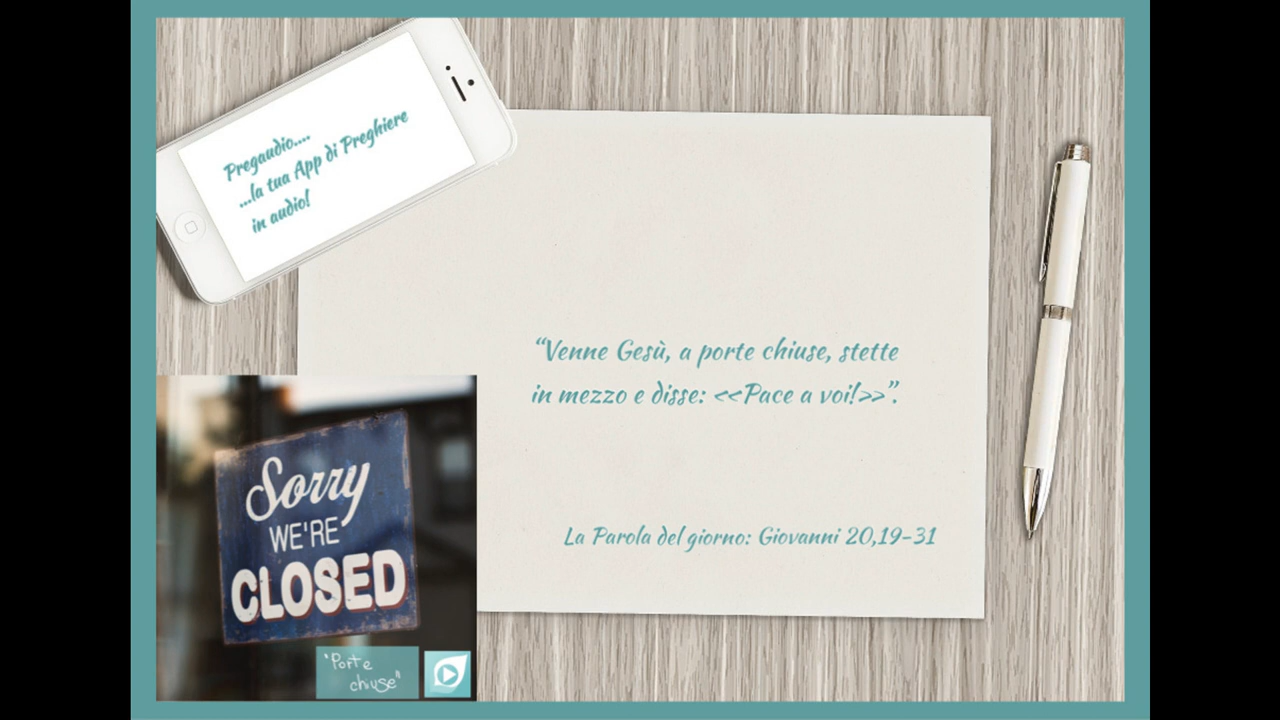 Pregaudio....
...la tua App di Preghiere
in audio!
“Venne Gesù, a porte chiuse, stette
in mezzo e disse: <<Pace a voi!>>”.
La Parola del giorno: Giovanni 20,19-31
Sorry
WE'RE
CLOSED
"Porte
chiuse"